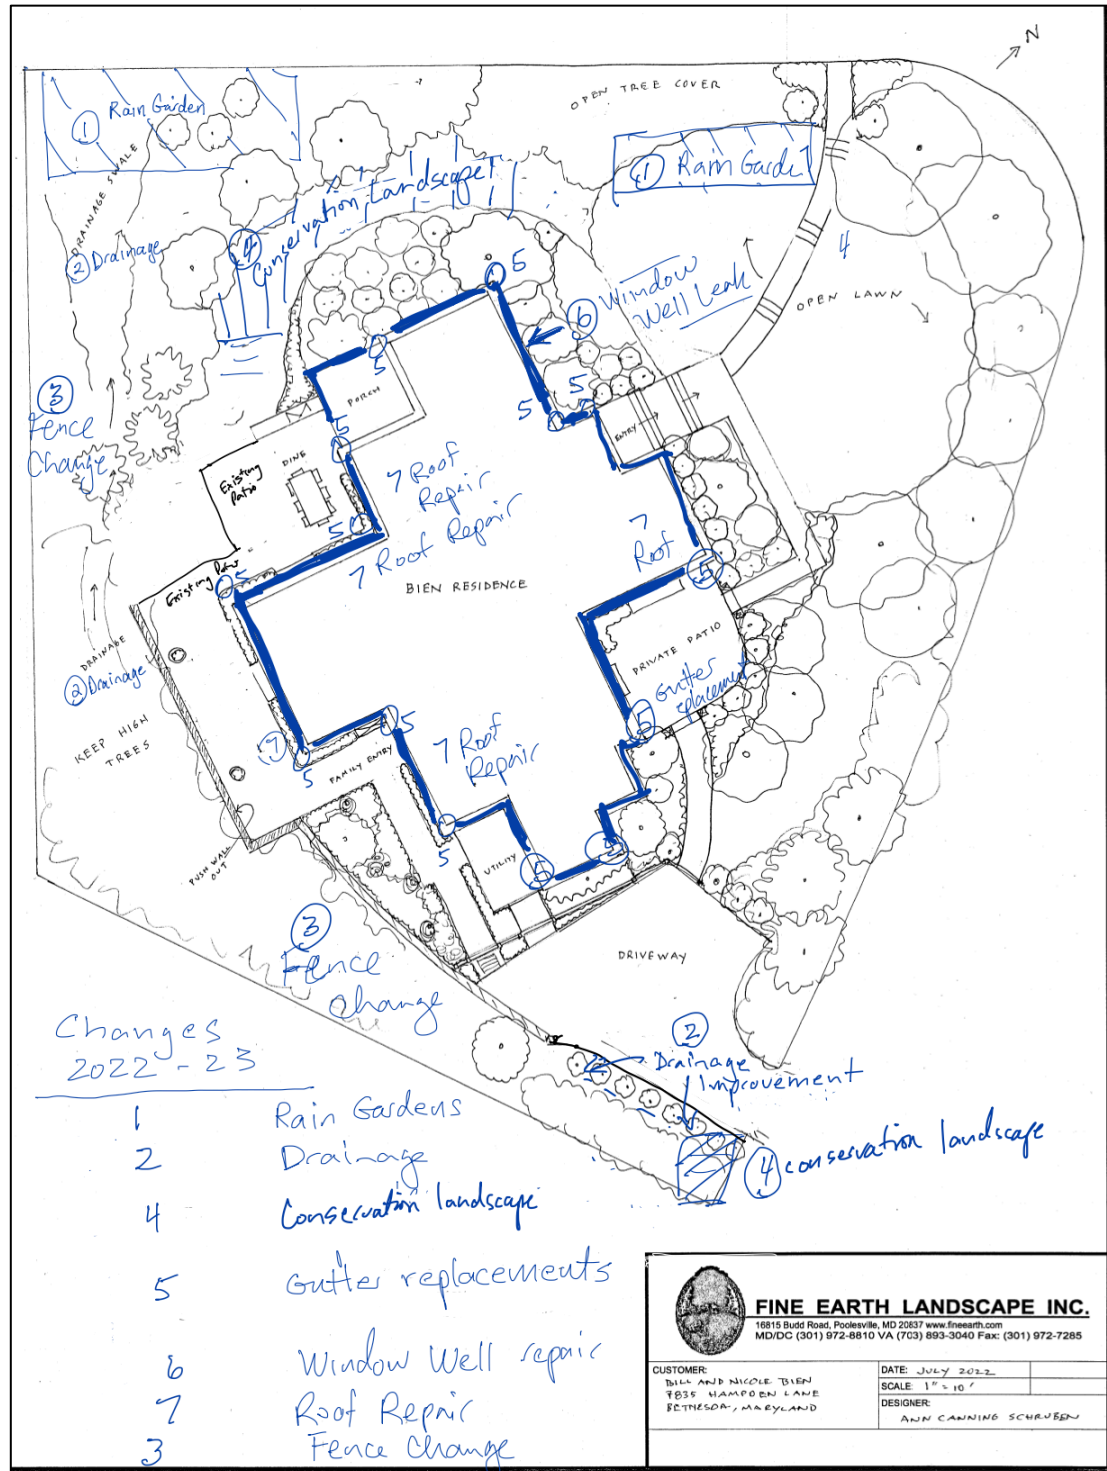 N
OPEN TREE COVER
1 Rain Garden
1 Rain Garde
DRAINAGE SWALE
2 Drainage
4 Conservation Landscape
4
5
6 Window
Well Leak
OPEN LAWN
5
5
5
5
PORCH
ENTRY
3
Fence
Change
5
DINE
Existing
Patio
7 Roof
Repair
7 Roof Repair
7
Roof
5
5
Existing Patio
5
BIEN RESIDENCE
PRIVATE PATIO
DRAINAGE
2 Drainage
Gutter
replacement
5
KEEP HIGH
TREES
7
5
5
FAMILY ENTRY
7 Roof
Repair
5
UTILITY
5
5
PUSH WALL
OUT
3
Fence
change
DRIVEWAY
2
Drainage
Improvement
4 conservation landscape
Changes
2022 - 23
1 Rain Gardens
2 Drainage
4 Conservation landscape
5 Gutter replacements
6 Window Well repair
7 Roof Repair
3 Fence Change
FINE EARTH LANDSCAPE INC.
16815 Budd Road, Poolesville, MD 20837 www.fineearth.com
MD/DC (301) 972-8810 VA (703) 893-3040 Fax: (301) 972-7285
CUSTOMER:
BILL AND NICOLE BIEN
7835 HAMPDEN LANE
BETHESDA, MARYLAND
DATE: JULY 2022
SCALE: 1" = 10'
DESIGNER:
ANN CANNING SCHRUBEN